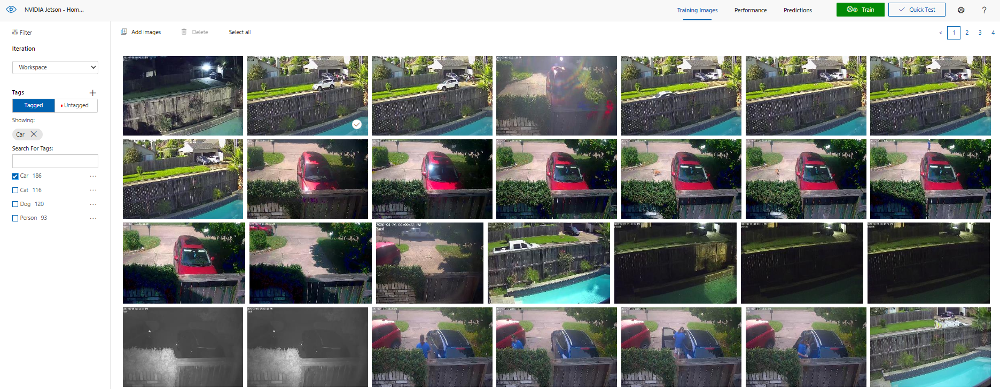 NVIDIA Jetson - Hom...
Training Images
Performance
Predictions
Train
Quick Test
?
Filter
Add images
Delete
Select all
<
1
2
3
4
Iteration
Workspace
Tags
Tagged
Untagged
Showing:
Car
Search For Tags:
Car 186
Cat 116
Dog 120
Person 93
2020-04-26 04:00:32 PM
Yard